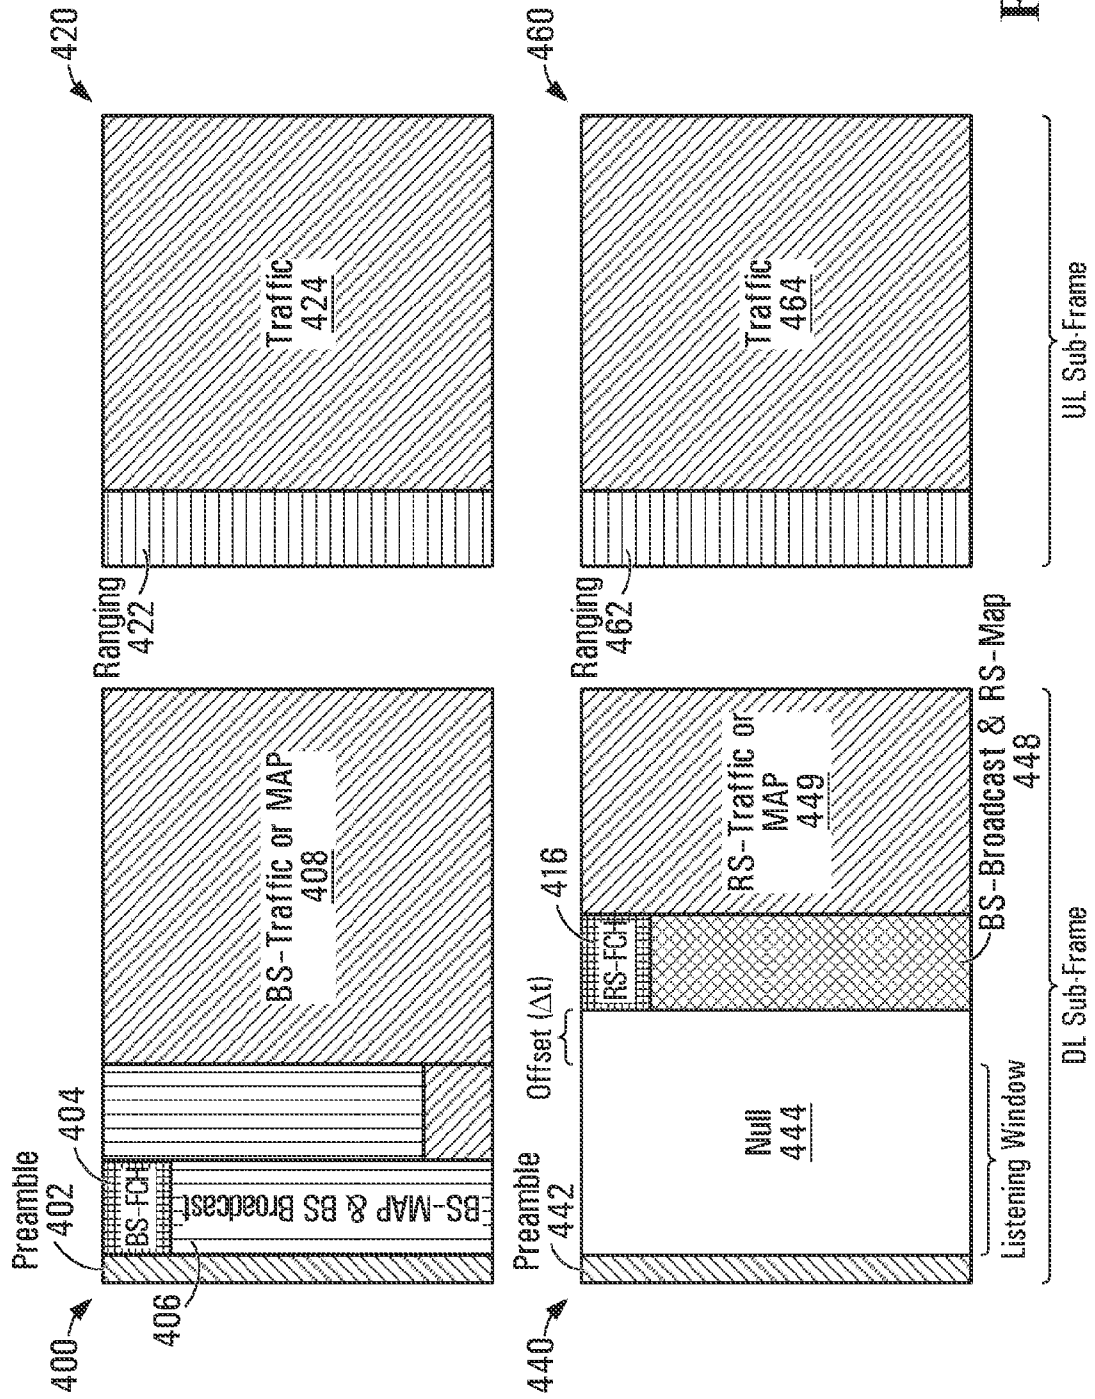 400
Preamble
402
404
BS-FCH
406
BS-MAP & BS Broadcast
BS-Traffic or MAP
408
420
Ranging
422
Traffic
424
440
Preamble
442
Null
444
Offset (Δt)
416
RS-FCH
RS-Traffic or
MAP
449
BS-Broadcast & RS-Map
448
Listening Window
DL Sub-Frame
460
Ranging
462
Traffic
464
UL Sub-Frame